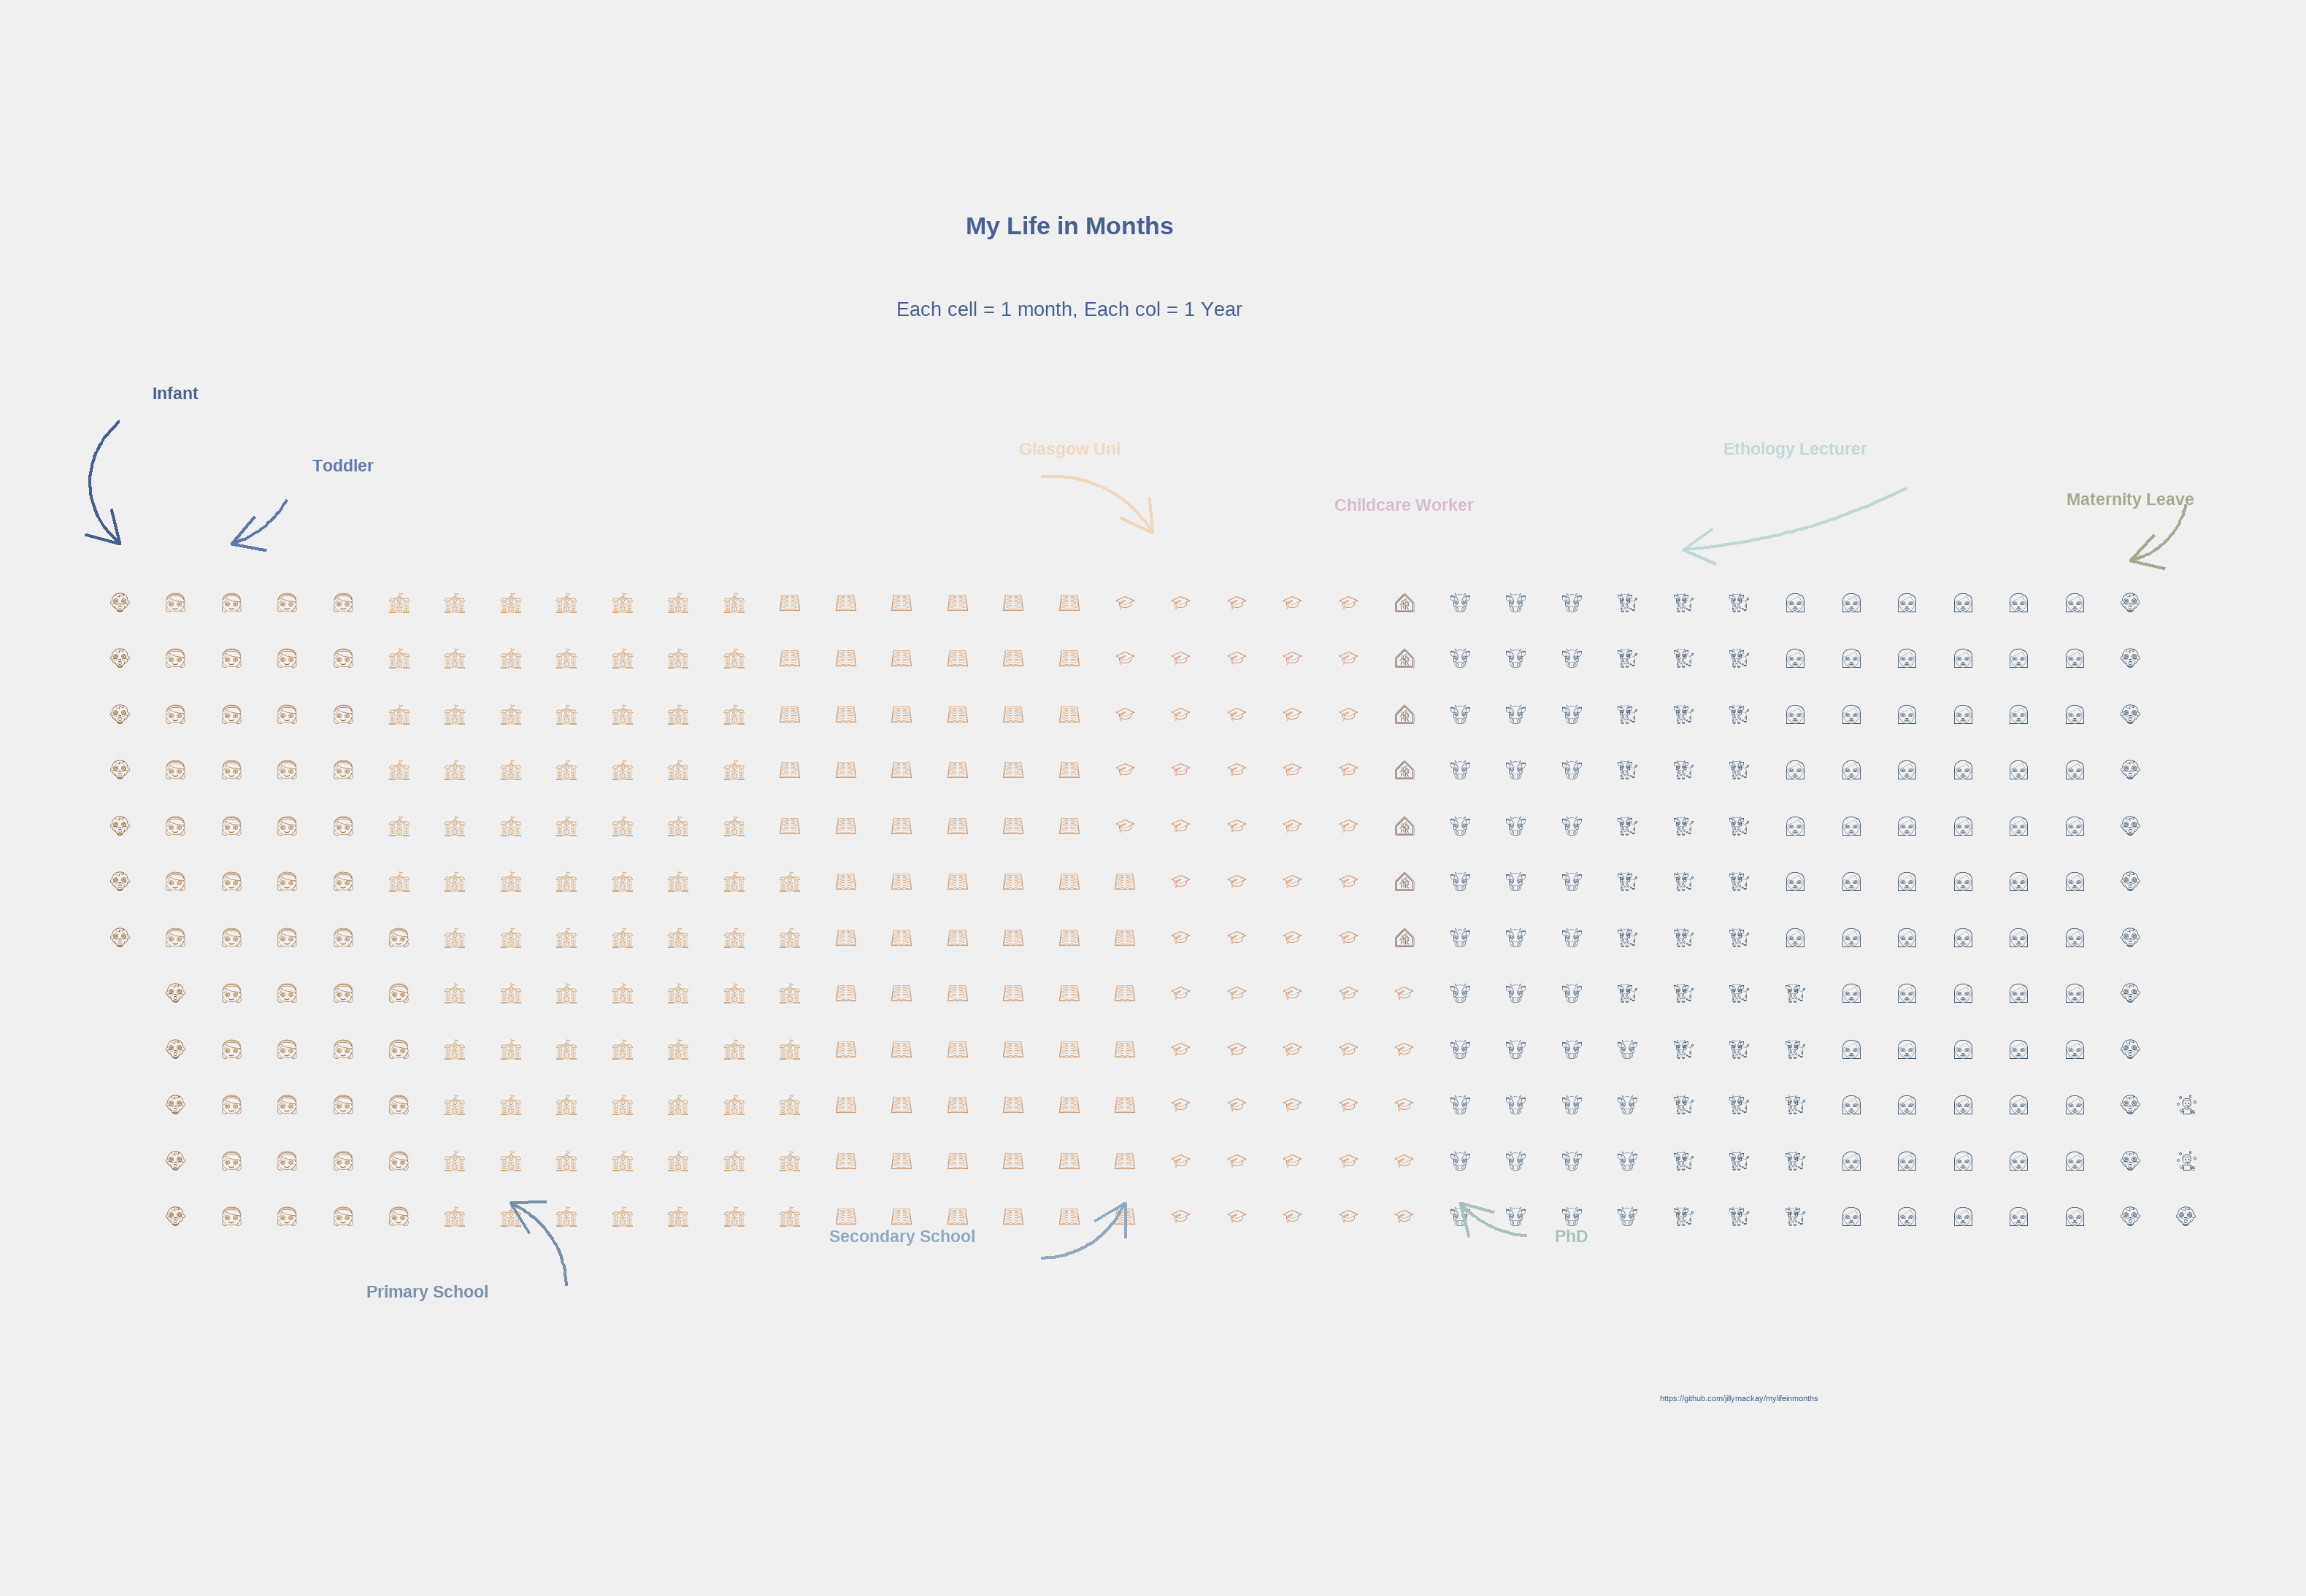 My Life in Months
Each cell = 1 month, Each col = 1 Year
Infant
Toddler
Glasgow Uni
Childcare Worker
Ethology Lecturer
Maternity Leave
Secondary School
PhD
Primary School
https://github.com/jillymackay/mylifeinmonths